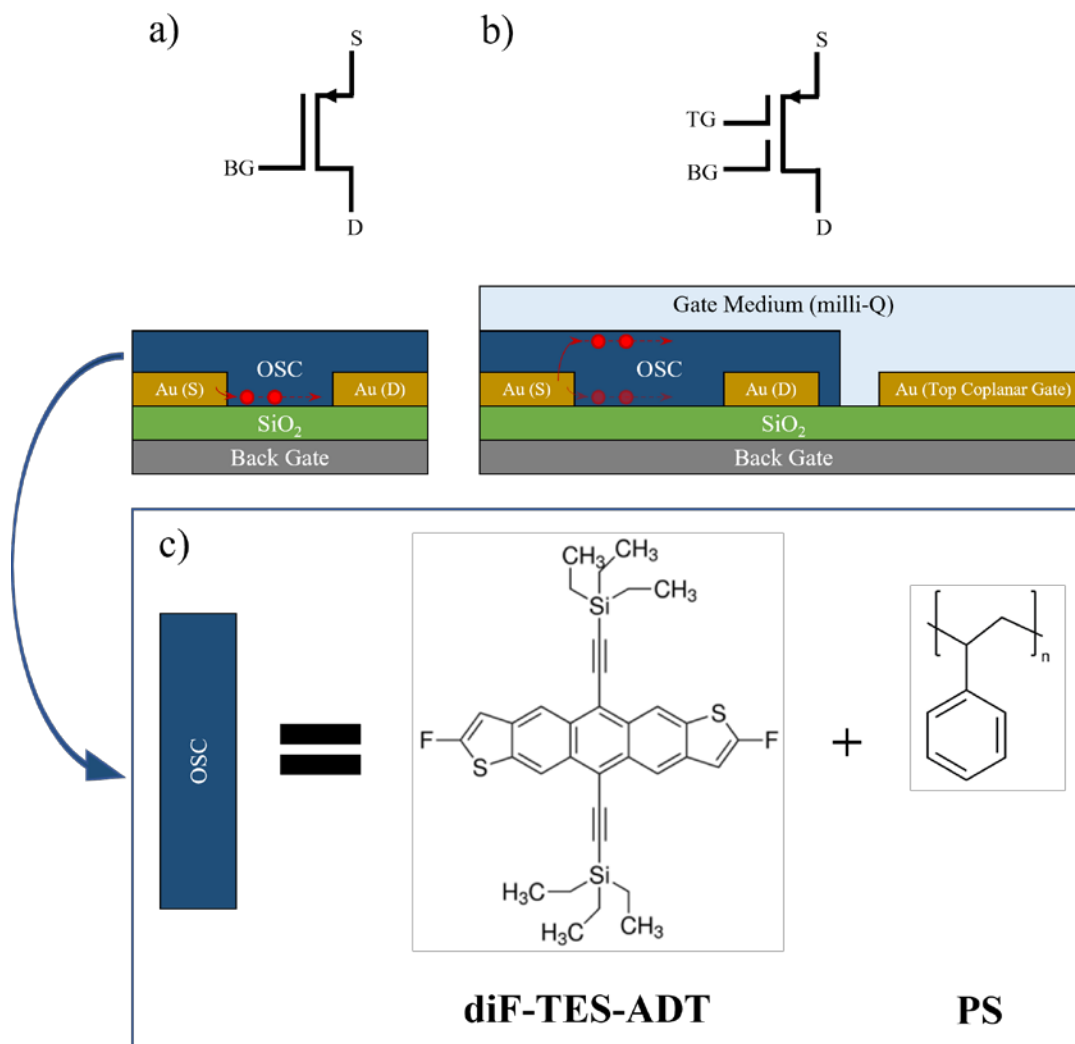 a)
S
BG
D
b)
S
TG
BG
D
OSC
Au (S)
Au (D)
SiO2
Back Gate
Gate Medium (milli-Q)
OSC
Au (S)
Au (D)
Au (Top Coplanar Gate)
SiO2
Back Gate
c)
OSC
CH3
CH3
CH3
Si
S
F
F
S
Si
H3C
CH3
H3C
n
+
diF-TES-ADT
PS